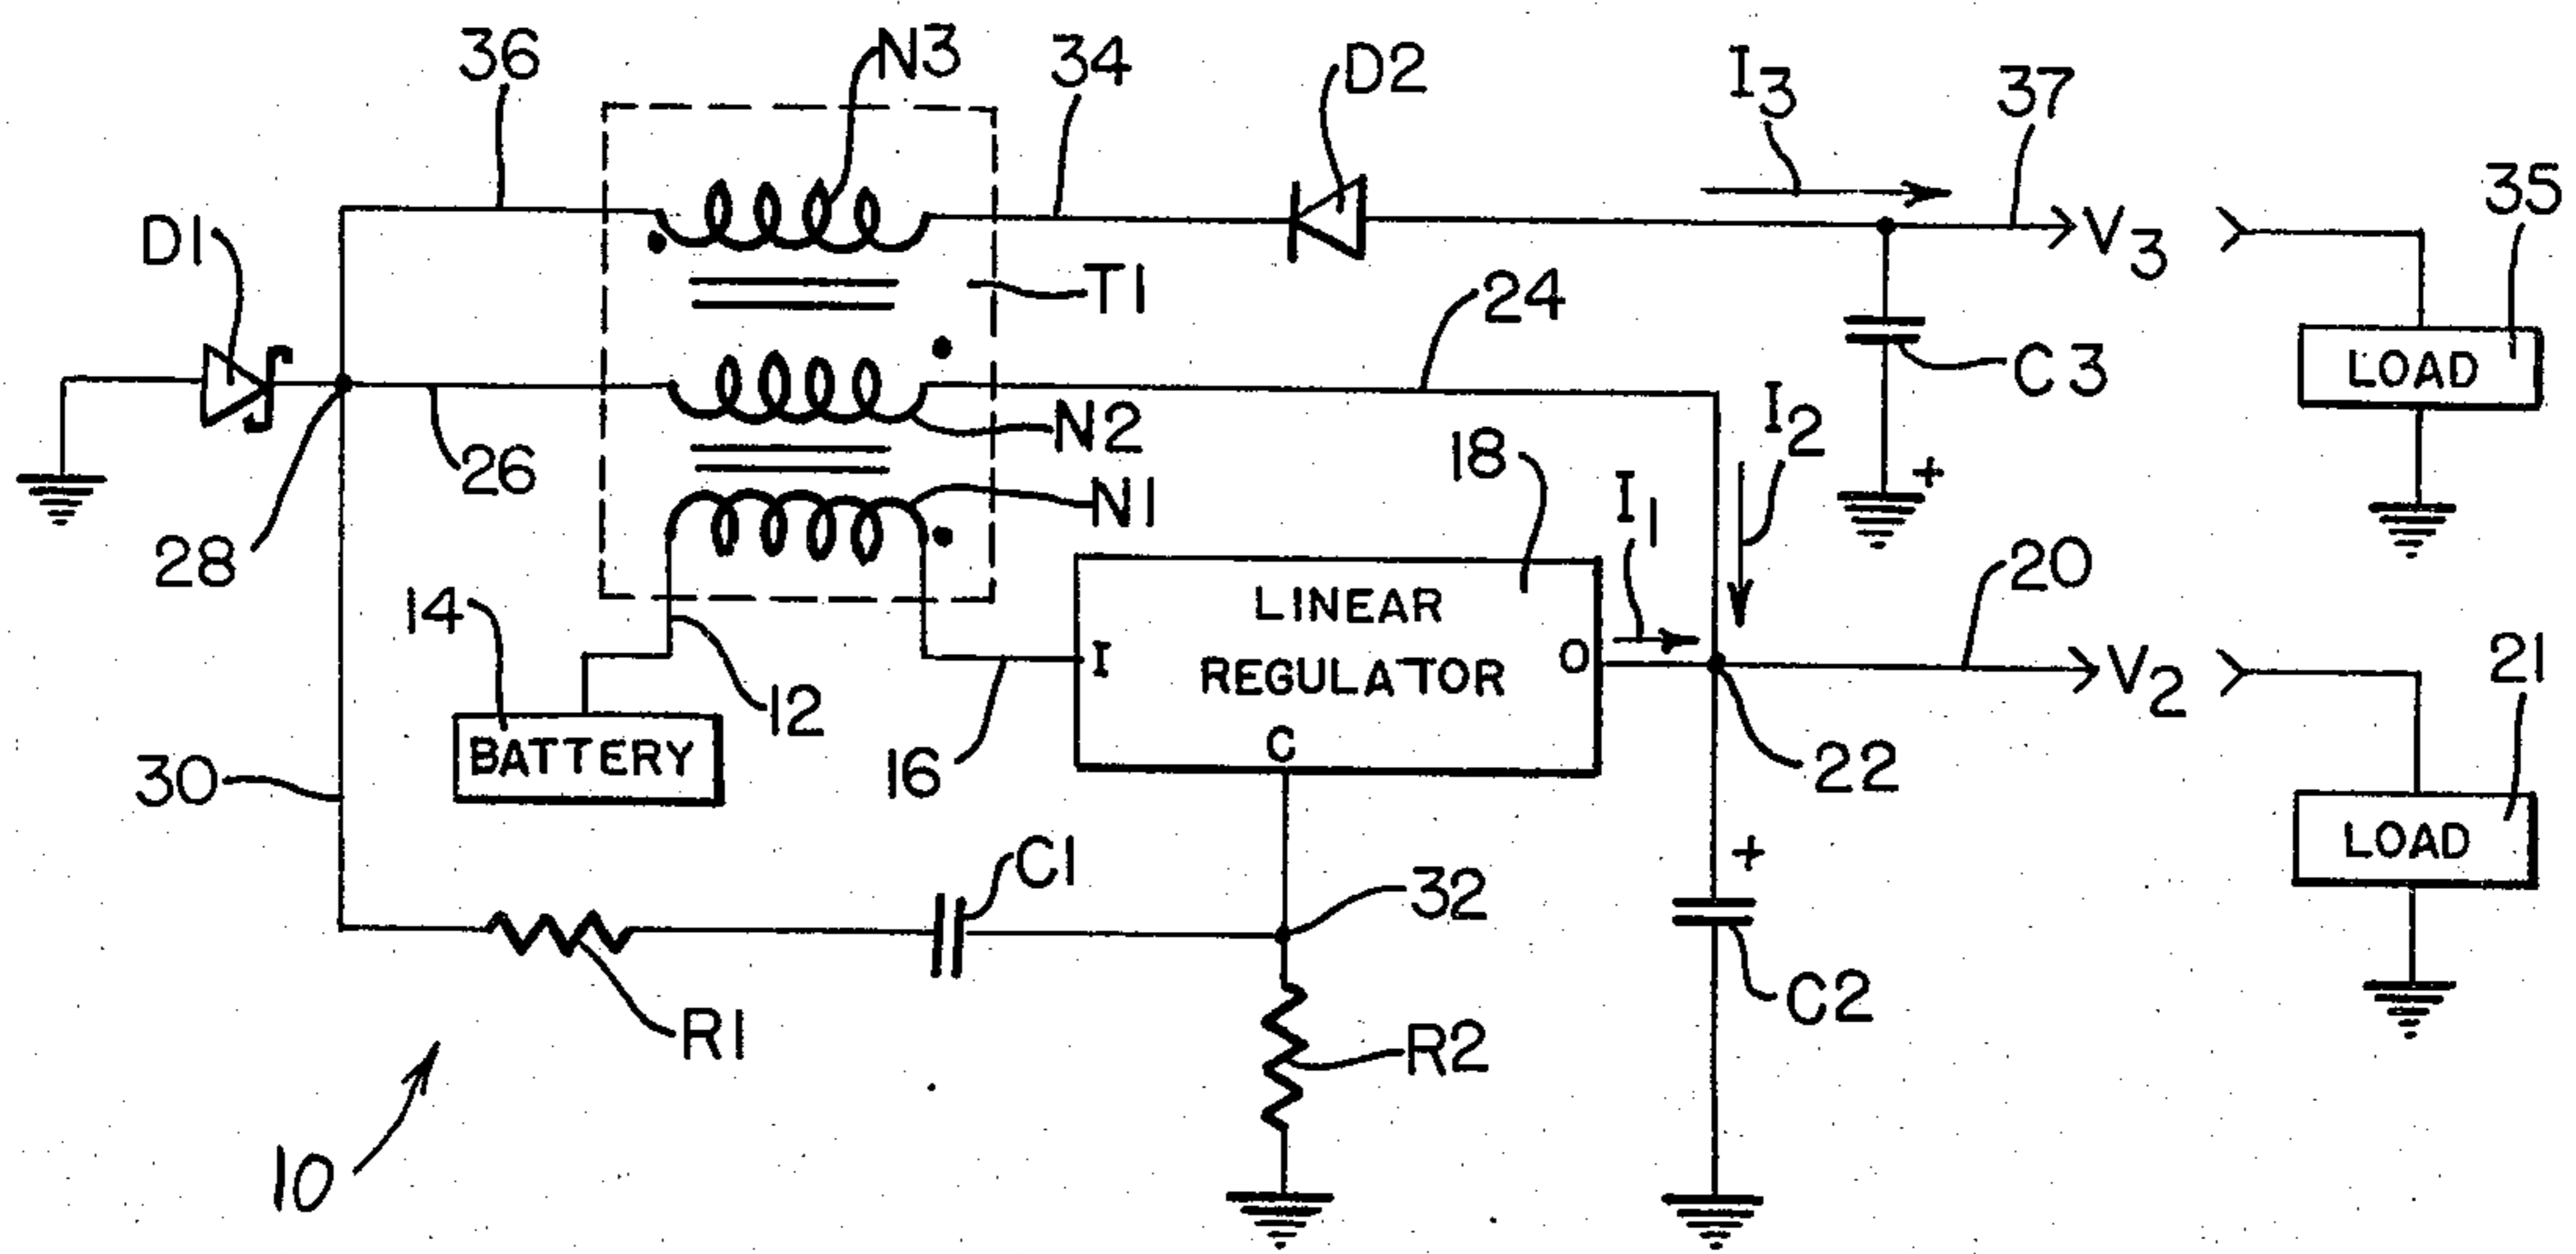 36
N3
34
D2
I3
37
35
D1
V3
T1
24
C3
LOAD
I2
N2
26
18
N1
I1
+
28
20
14
LINEAR
REGULATOR
I
O
C
V2
21
12
16
22
BATTERY
30
C1
32
+
LOAD
C2
R1
R2
10